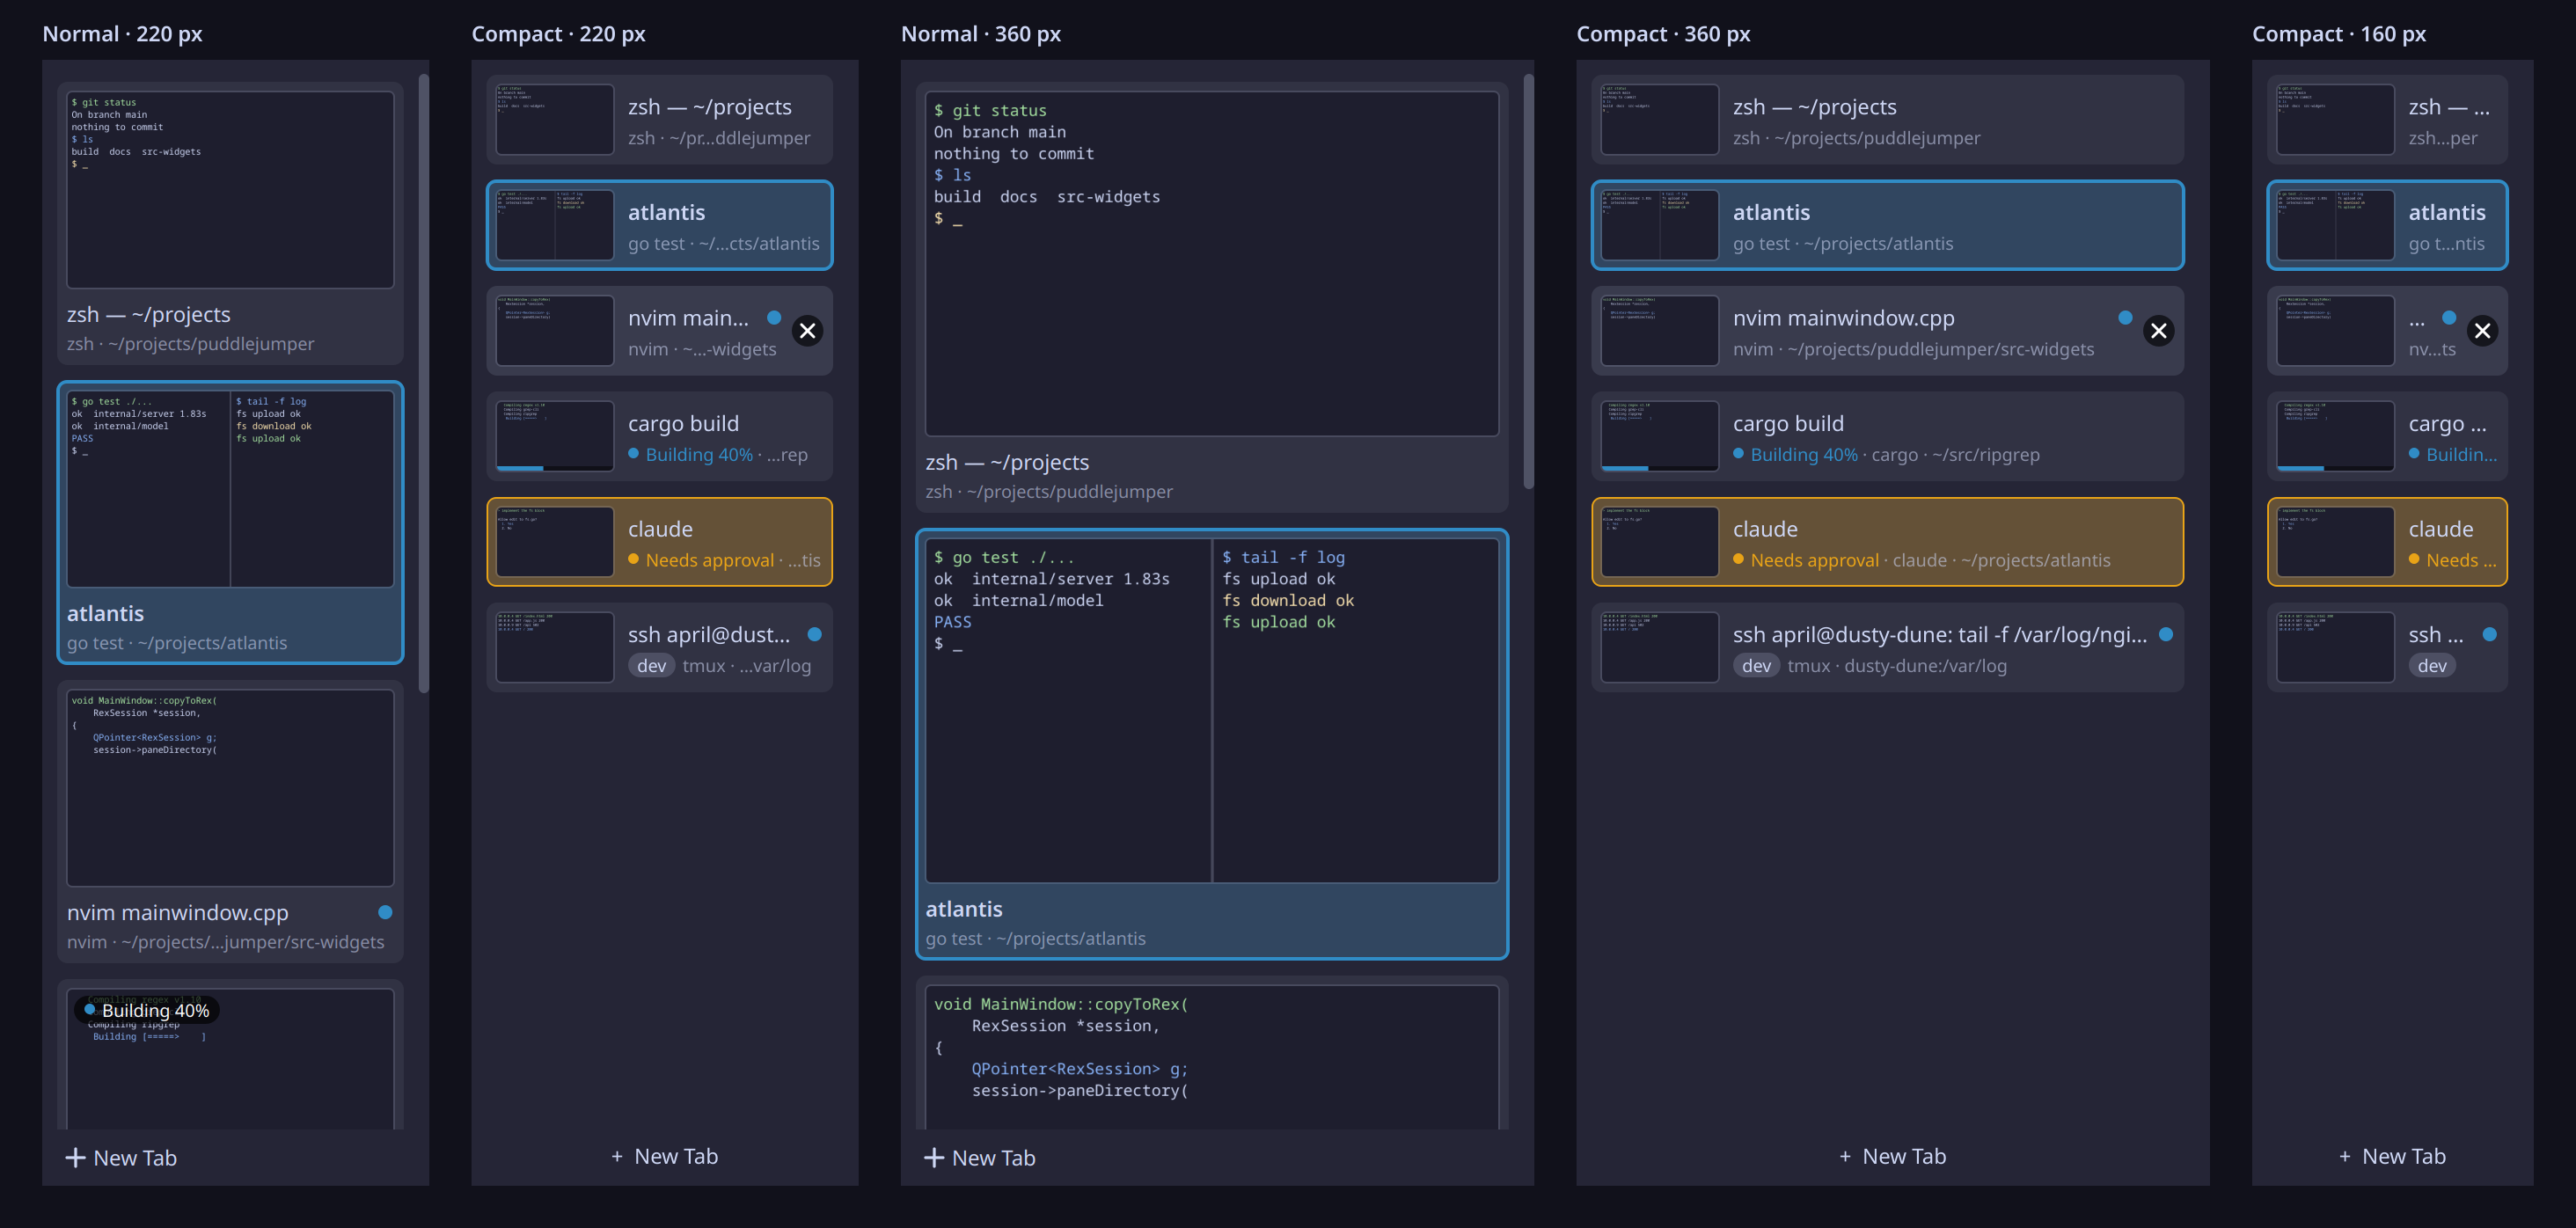 Normal · 220 px
$ git status
On branch main
nothing to commit
$ ls
build docs src-widgets
$ _
zsh — ~/projects
zsh · ~/projects/puddlejumper
$ go test ./...
ok internal/server 1.83s
ok internal/model
PASS
$ _
$ tail -f log
fs upload ok
fs download ok
fs upload ok
atlantis
go test · ~/projects/atlantis
void MainWindow::copyToRex(
RexSession *session,
{
QPointer<RexSession> g;
session->paneDirectory(
nvim mainwindow.cpp
nvim · ~/projects/...jumper/src-widgets
Building 40%
Compiling ripgrep
Building [=====> ]
+ New Tab
Compact · 220 px
zsh — ~/projects
zsh · ~/pr...ddlejumper
atlantis
go test · ~/...cts/atlantis
nvim main...
nvim · ~...-widgets
cargo build
Building 40% · ...rep
claude
Needs approval · ...tis
ssh april@dust...
dev tmux · ...var/log
+ New Tab
Normal · 360 px
$ git status
On branch main
nothing to commit
$ ls
build docs src-widgets
$ _
zsh — ~/projects
zsh · ~/projects/puddlejumper
$ go test ./...
ok internal/server 1.83s
ok internal/model
PASS
$ _
$ tail -f log
fs upload ok
fs download ok
fs upload ok
atlantis
go test · ~/projects/atlantis
void MainWindow::copyToRex(
RexSession *session,
{
QPointer<RexSession> g;
session->paneDirectory(
+ New Tab
Compact · 360 px
zsh — ~/projects
zsh · ~/projects/puddlejumper
atlantis
go test · ~/projects/atlantis
nvim mainwindow.cpp
nvim · ~/projects/puddlejumper/src-widgets
cargo build
Building 40% · cargo · ~/src/ripgrep
claude
Needs approval · claude · ~/projects/atlantis
ssh april@dusty-dune: tail -f /var/log/ngi...
dev tmux · dusty-dune:/var/log
+ New Tab
Compact · 160 px
zsh — ...
zsh...per
atlantis
go t...ntis
...
nv...ts
cargo ...
Buildin...
claude
Needs ...
ssh ...
dev
+ New Tab